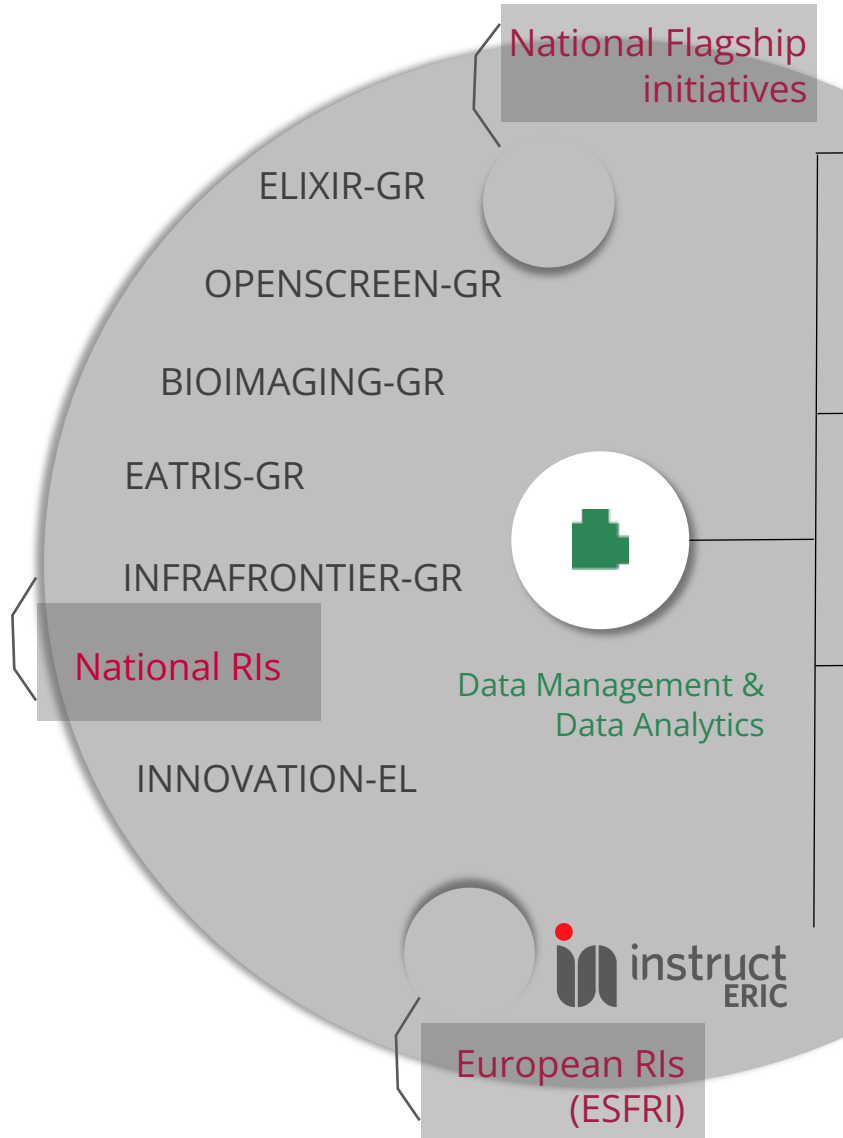 National Flagship
initiatives
ELIXIR-GR
OPENSCREEN-GR
BIOIMAGING-GR
EATRIS-GR
INFRAFRONTIER-GR
National RIs
Data Management &
Data Analytics
INNOVATION-EL
instruct
ERIC
European RIs
(ESFRI)